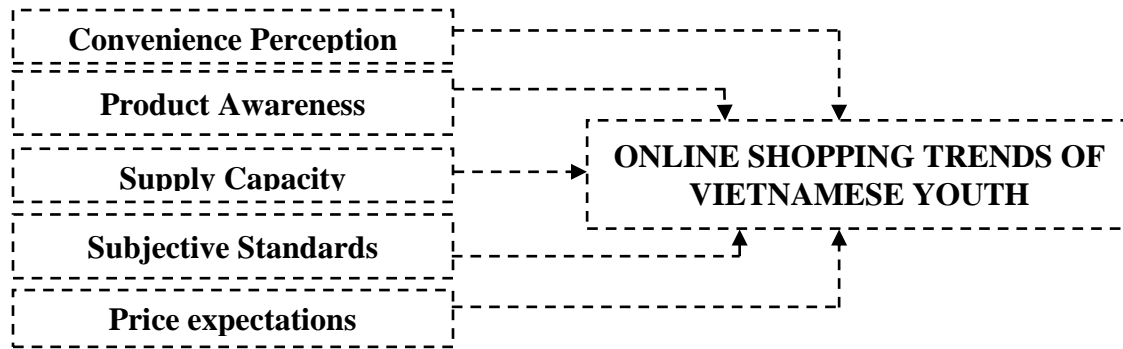 Convenience Perception
Product Awareness
Supply Capacity
Subjective Standards
Price expectations
ONLINE SHOPPING TRENDS OF
VIETNAMESE YOUTH